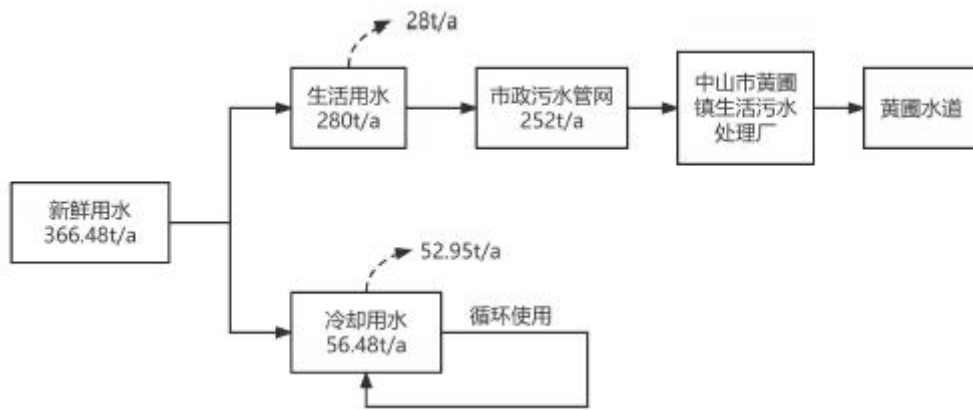 28t/a
生活用水
280t/a
市政污水管网
252t/a
中山市黄圃
镇生活污水
处理厂
黄圃水道
新鲜用水
366.48t/a
52.95t/a
冷却用水
56.48t/a
循环使用